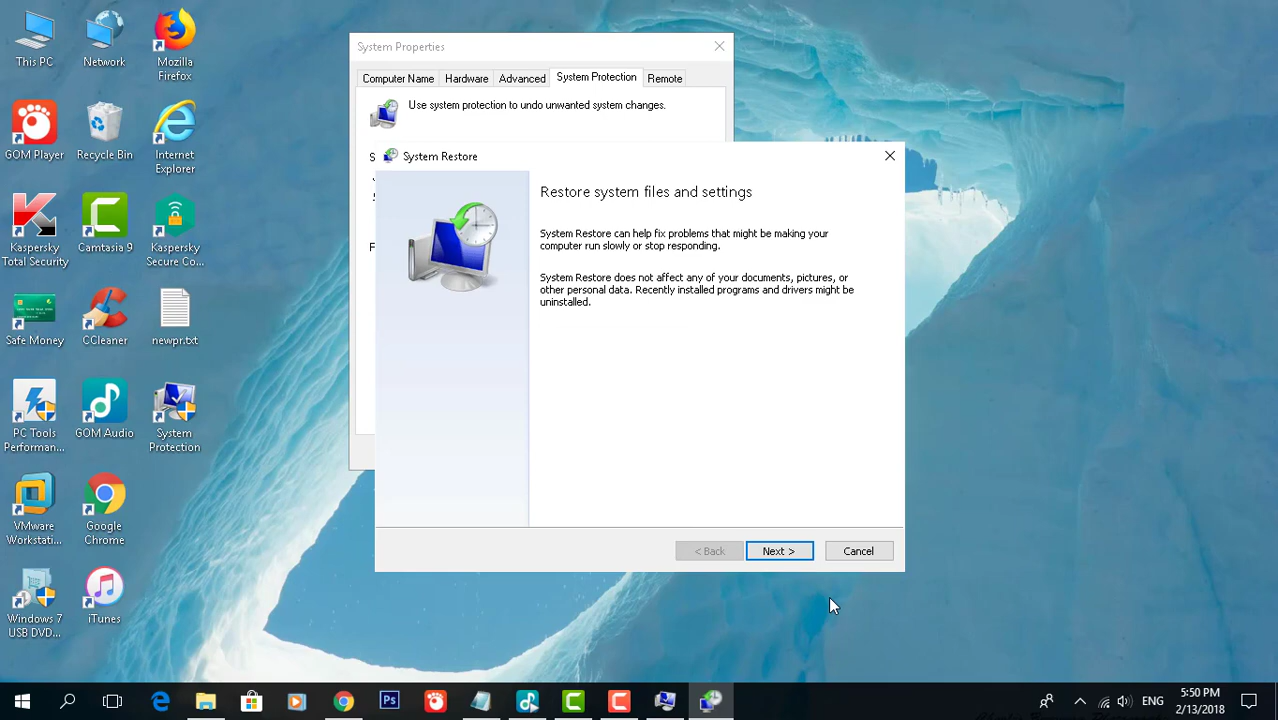 This PC
Network
Mozilla
Firefox
GOM Player
Recycle Bin
Internet
Explorer
Kaspersky
Total Security
Camtasia 9
Kaspersky
Secure Co...
Safe Money
CCleaner
newpr.txt
PC Tools
Performan...
GOM Audio
System
Protection
VMware
Workstati...
Google
Chrome
Windows 7
USB DVD...
iTunes
System Properties
Computer Name
Hardware
Advanced
System Protection
Remote
Use system protection to undo unwanted system changes.
System Restore
Restore system files and settings
System Restore can help fix problems that might be making your
computer run slowly or stop responding.
System Restore does not affect any of your documents, pictures, or
other personal data. Recently installed programs and drivers might be
uninstalled.
< Back
Next >
Cancel
Ps
ENG
5:50 PM
2/13/2018